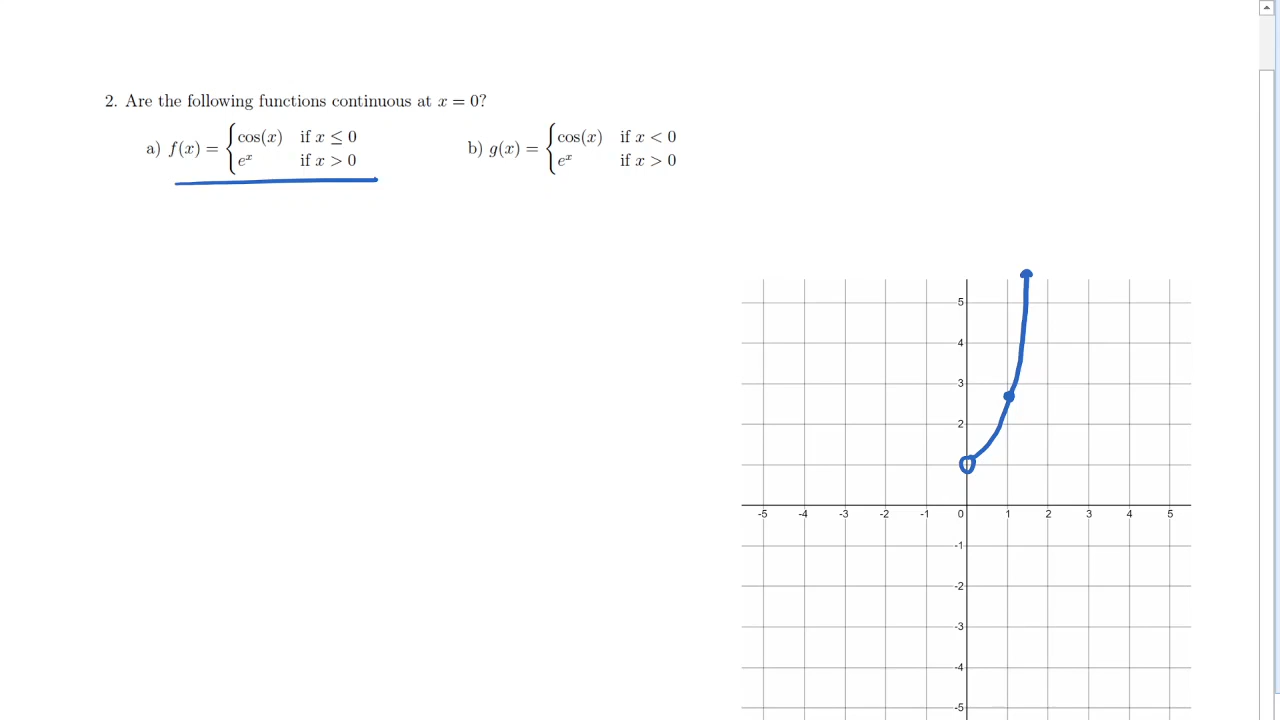 2. Are the following functions continuous at x = 0?
a) f(x) = { cos(x) if x ≤ 0
e^x if x > 0
b) g(x) = { cos(x) if x < 0
e^x if x > 0
5
4
3
2
-5 -4 -3 -2 -1 0 1 2 3 4 5
-1
-2
-3
-4
-5